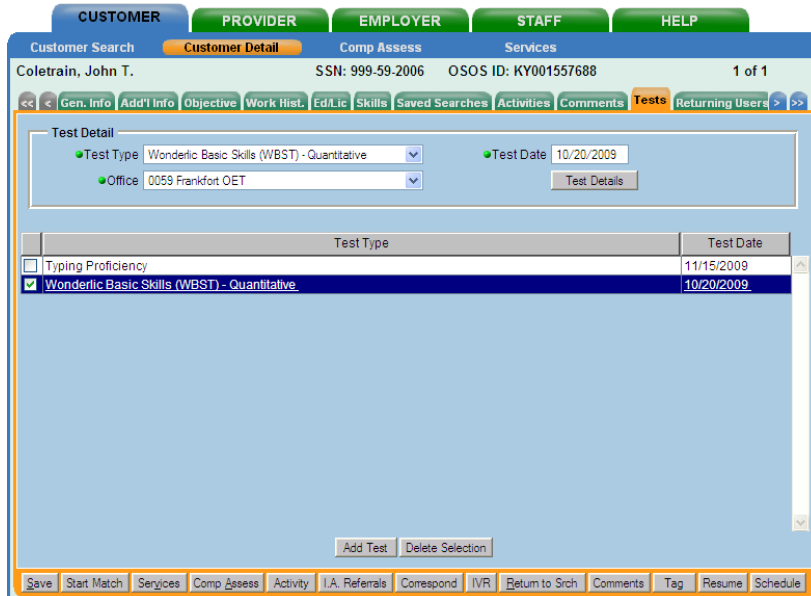 CUSTOMER PROVIDER EMPLOYER STAFF HELP
Customer Search Customer Detail Comp Assess Services
Coletrain, John T. SSN: 999-59-2006 OSOS ID: KY001557688 1 of 1
<< < Gen. Info Add'l Info Objective Work Hist. Ed/Lic Skills Saved Searches Activities Comments Tests Returning Users > >>
Test Detail
Test Type Wonderlic Basic Skills (WBST) - Quantitative Test Date 10/20/2009
Office 0059 Frankfort OET Test Details
Test Type Test Date
Typing Proficiency 11/15/2009
Wonderlic Basic Skills (WBST) - Quantitative 10/20/2009
Add Test Delete Selection
Save Start Match Services Comp Assess Activity I.A. Referrals Correspond IVR Return to Srch Comments Tag Resume Schedule